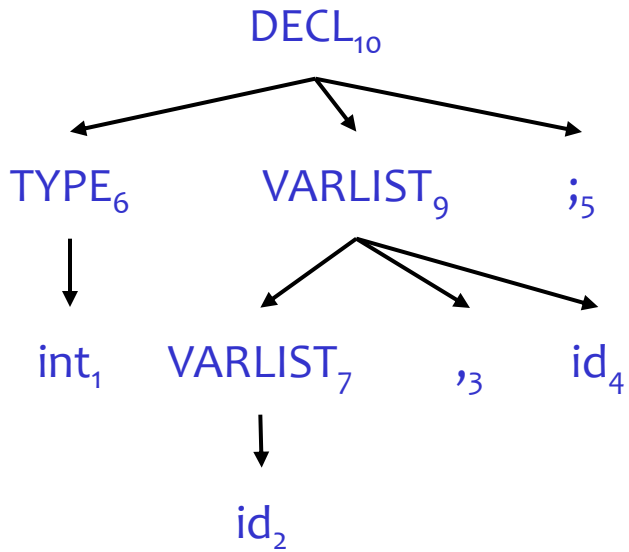 DECL₁₀
TYPE₆ VARLIST₉ ;₅
int₁ VARLIST₇ ,₃ id₄
id₂